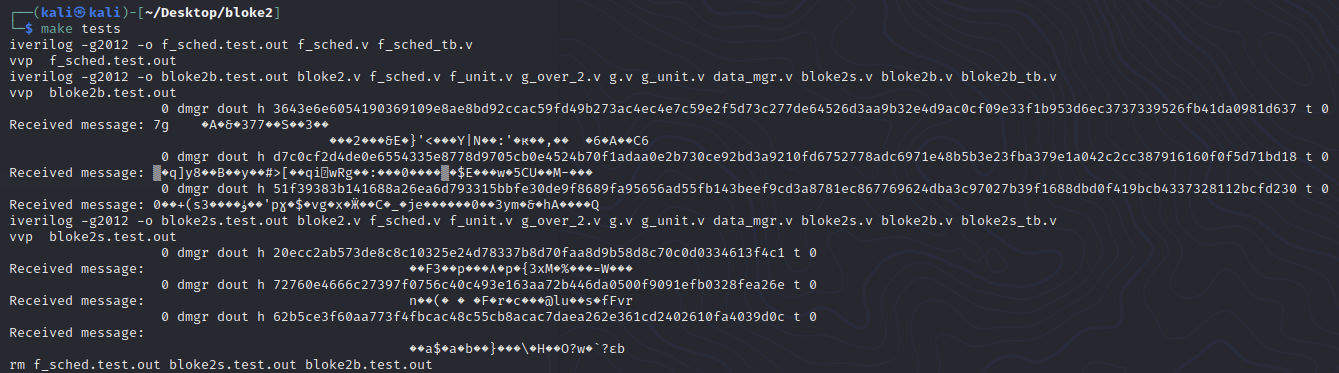 ┌──(kali㉿kali)-[~/Desktop/bloke2]
└─$ make tests
iverilog -g2012 -o f_sched.test.out f_sched.v f_sched_tb.v
vvp f_sched.test.out
iverilog -g2012 -o bloke2b.test.out bloke2.v f_sched.v f_unit.v g_over_2.v g.v g_unit.v data_mgr.v bloke2s.v bloke2b.v bloke2b_tb.v
vvp bloke2b.test.out
0 dmgr dout h 3643e6e6054190369109e8ae8bd92ccac59fd49b273ac4ec4e7c59e2f5d73c277de64526d3aa9b32e4d9ac0cf09e33f1b953d6ec3737339526fb41da0981d637 t 0
Received message: 7g �A�&�377��S��3��
���2���&E�}'<���Y|N��:'�ҝ��,�� �6�A��C6
0 dmgr dout h d7c0cf2d4de0e6554335e8778d9705cb0e4524b70f1adaa0e2b730ce92bd3a9210fd6752778adc6971e48b5b3e23fba379e1a042c2cc387916160f0f5d71bd18 t 0
Received message: �q]y8��B��y��#>[��qi wRg��:���0���� �$E���w�5CU��M-���
0 dmgr dout h 51f39383b141688a26ea6d793315bbfe30de9f8689fa95656ad55fb143beef9cd3a8781ec867769624dba3c97027b39f1688dbd0f419bcb4337328112bcfd230 t 0
Received message: 0��+(s3���� ��'pɣ�$�vg�x�Ӝ��C�_�je������0��3ym�&�hA����Q
iverilog -g2012 -o bloke2s.test.out bloke2.v f_sched.v f_unit.v g_over_2.v g.v g_unit.v data_mgr.v bloke2s.v bloke2b.v bloke2s_tb.v
vvp bloke2s.test.out
0 dmgr dout h 20ecc2ab573de8c8c10325e24d78337b8d70faa8d9b58d8c70c0d0334613f4c1 t 0
Received message:
��F3��p���٨�p�{3xM�%���=W���
0 dmgr dout h 72760e4666c27397f0756c40c493e163aa72b446da0500f9091efb0328fea26e t 0
Received message:
n��(� � �F�r�c���@lu��s�fFvr
0 dmgr dout h 62b5ce3f60aa773f4fbcac48c55cb8acac7daea262e361cd2402610fa4039d0c t 0
Received message:
��a$�a�b��}���\�H��O?w�`?εb
rm f_sched.test.out bloke2s.test.out bloke2b.test.out